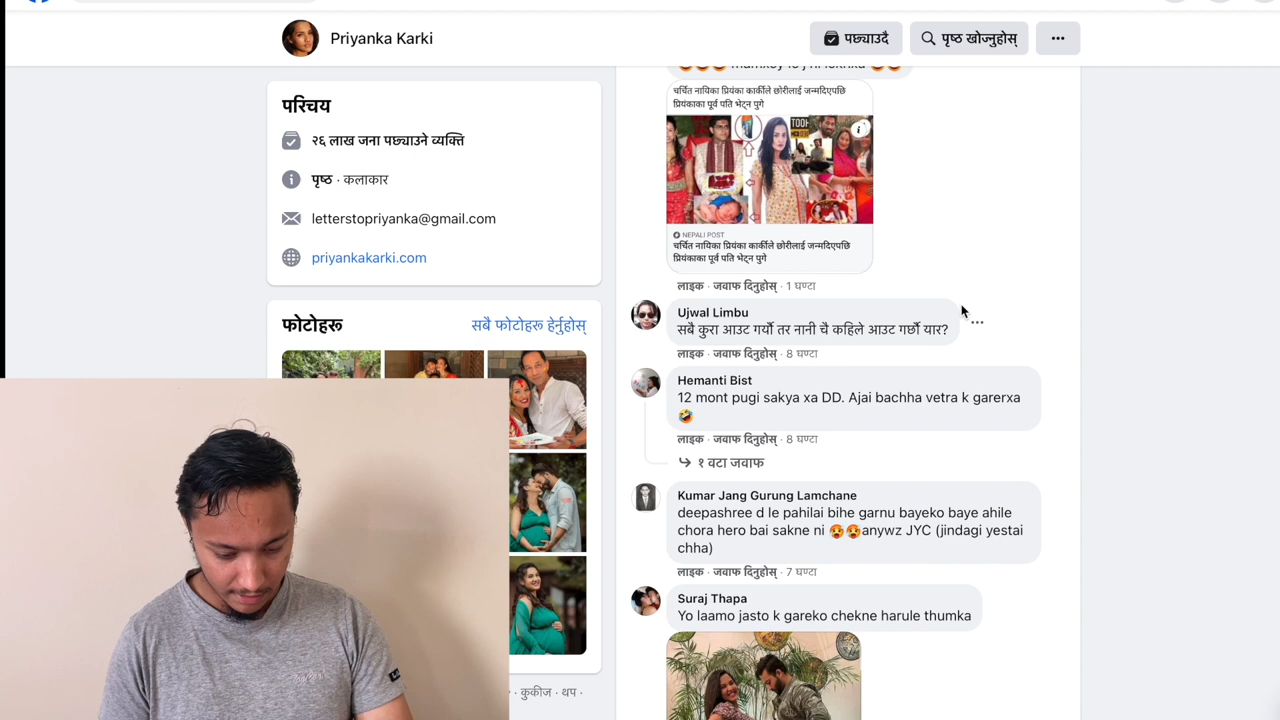 Priyanka Karki
पछ्याउदै
पृष्ठ खोज्नुहोस्
परिचय
२६ लाख जना पछ्याउने व्यक्ति
पृष्ठ · कलाकार
letterstopriyanka@gmail.com
priyankakarki.com
फोटोहरू
सबै फोटोहरू हेर्नुहोस्
· कुकीज · थप ·
चर्चित नायिका प्रियंका कार्कीले छोरीलाई जन्मदिएपछि
प्रियंकाका पूर्व पति भेट्न पुगे
NEPALI POST
चर्चित नायिका प्रियंका कार्कीले छोरीलाई जन्मदिएपछि
प्रियंकाका पूर्व पति भेट्न पुगे
लाइक · जवाफ दिनुहोस् · 1 घण्टा
Ujwal Limbu
सबै कुरा आउट गर्यौ तर नानी चै कहिले आउट गर्छौ यार?
लाइक · जवाफ दिनुहोस् · 8 घण्टा
Hemanti Bist
12 mont pugi sakya xa DD. Ajai bachha vetra k garerxa
🤣
लाइक · जवाफ दिनुहोस् · 8 घण्टा
१ वटा जवाफ
Kumar Jang Gurung Lamchane
deepashree d le pahilai bihe garnu bayeko baye ahile
chora hero bai sakne ni 🥵🥵anywz JYC (jindagi yestai
chha)
लाइक · जवाफ दिनुहोस् · 7 घण्टा
Suraj Thapa
Yo laamo jasto k gareko chekne harule thumka